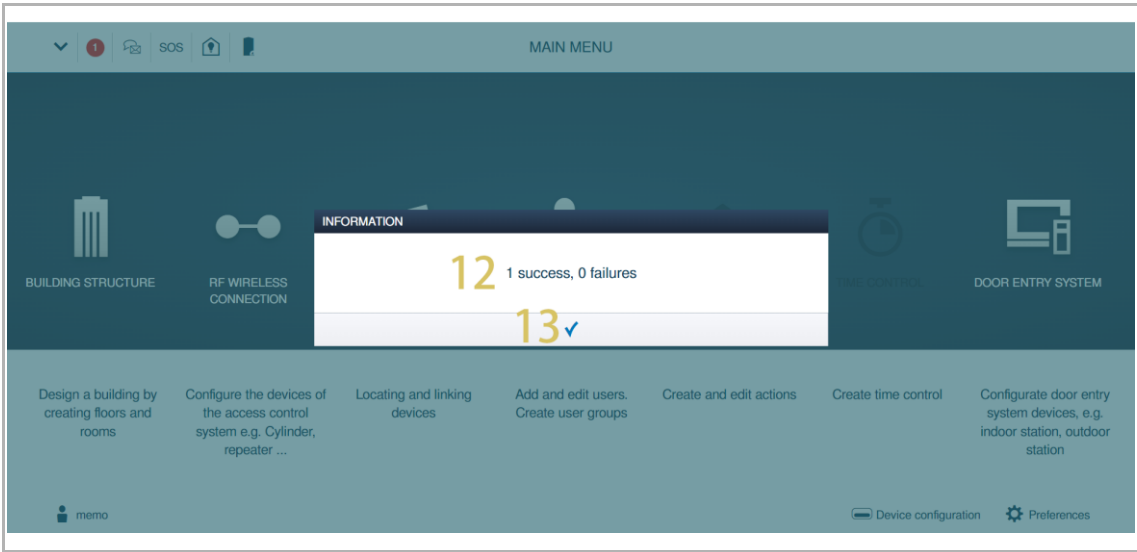 1
SOS
MAIN MENU
INFORMATION
12 1 success, 0 failures
13
BUILDING STRUCTURE
RF WIRELESS
CONNECTION
TIME CONTROL
DOOR ENTRY SYSTEM
Design a building by
creating floors and
rooms
Configure the devices of
the access control
system e.g. Cylinder,
repeater ...
Locating and linking
devices
Add and edit users.
Create user groups
Create and edit actions
Create time control
Configurate door entry
system devices, e.g.
indoor station, outdoor
station
memo
Device configuration
Preferences